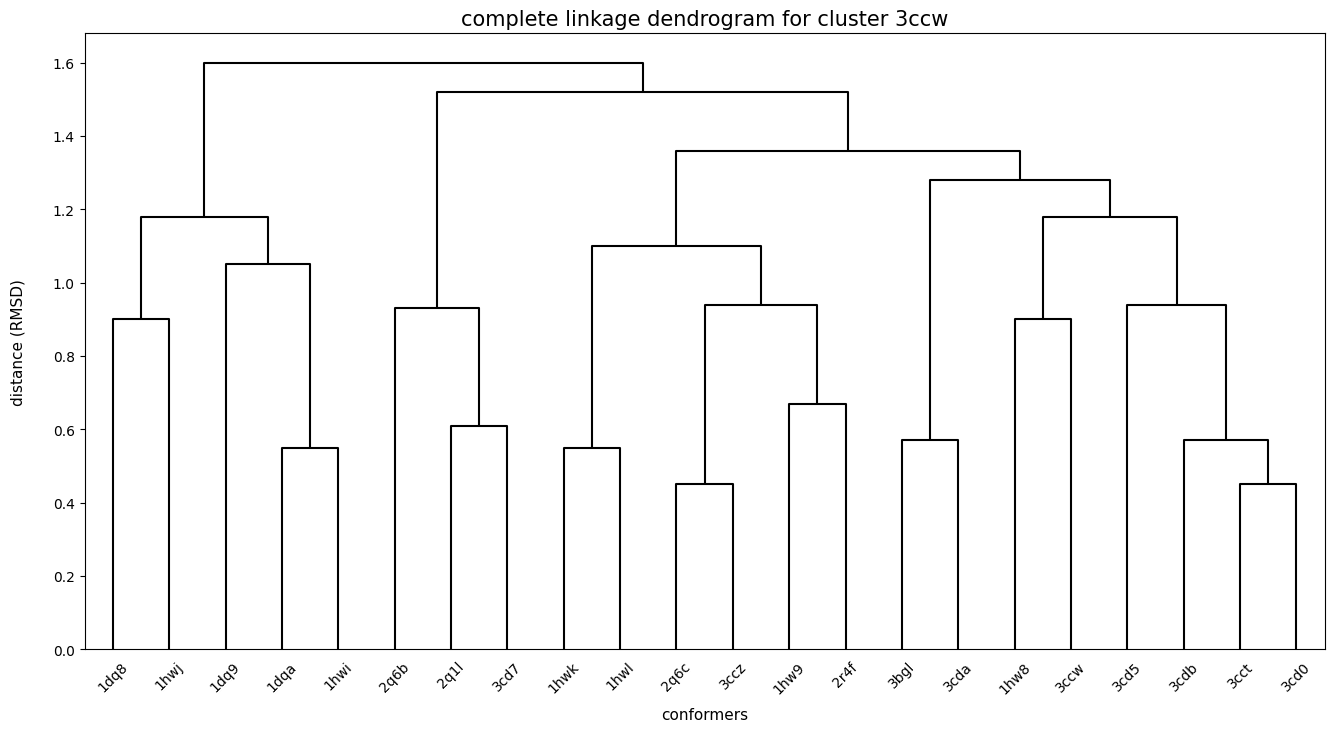 complete linkage dendrogram for cluster 3ccw
distance (RMSD)
1.6
1.4
1.2
1.0
0.8
0.6
0.4
0.2
0.0
1dq8 1hwj 1dq9 1dqa 1hwi 2q6b 2q1l 3cd7 1hwk 1hwl 2q6c 3ccz 1hw9 2r4f 3bgl 3cda 1hw8 3ccw 3cd5 3cdb 3cct 3cd0
conformers